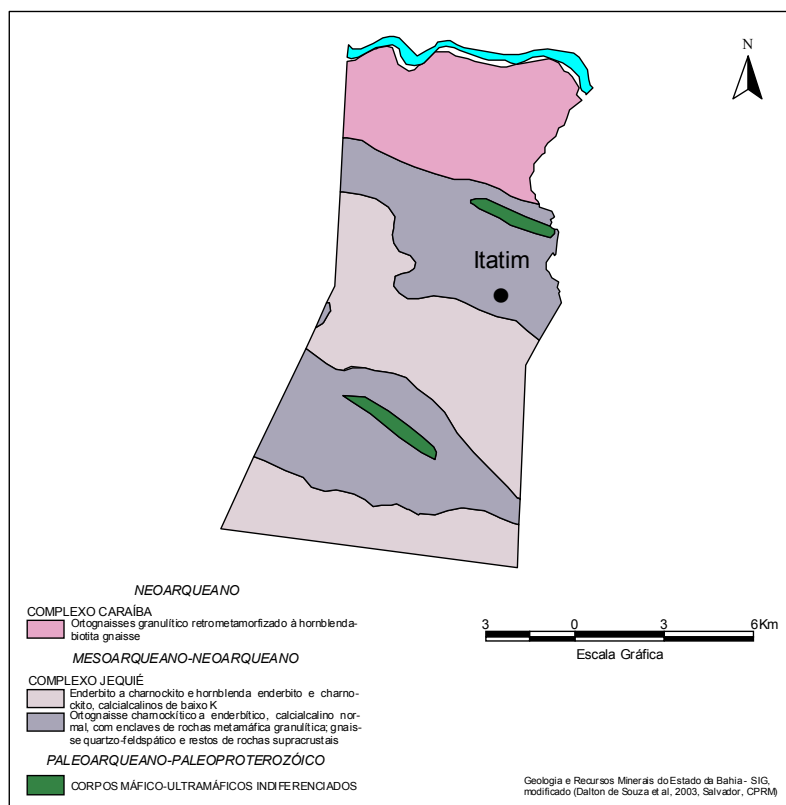 N
Itatim
NEOARQUEANO
COMPLEXO CARAÍBA
Ortognaisses granulítico retrometamorfizado à hornblenda-
biotita gnaisse
MESOARQUEANO-NEOARQUEANO
COMPLEXO JEQUIÉ
Enderbito a charnockito e hornblenda enderbito e charno-
ckito, calcialcalinos de baixo K
Ortognaisse charnockítico a enderbítico, calcialcalino nor-
mal, com enclaves de rochas metamáfica granulítica; gnais-
se quartzo-feldspático e restos de rochas supracrustais
PALEOARQUEANO-PALEOPROTEROZÓICO
CORPOS MÁFICO-ULTRAMÁFICOS INDIFERENCIADOS
3 0 3 6 Km
Escala Gráfica
Geologia e Recursos Minerais do Estado da Bahia - SIG,
modificado (Dalton de Souza et al, 2003, Salvador, CPRM)